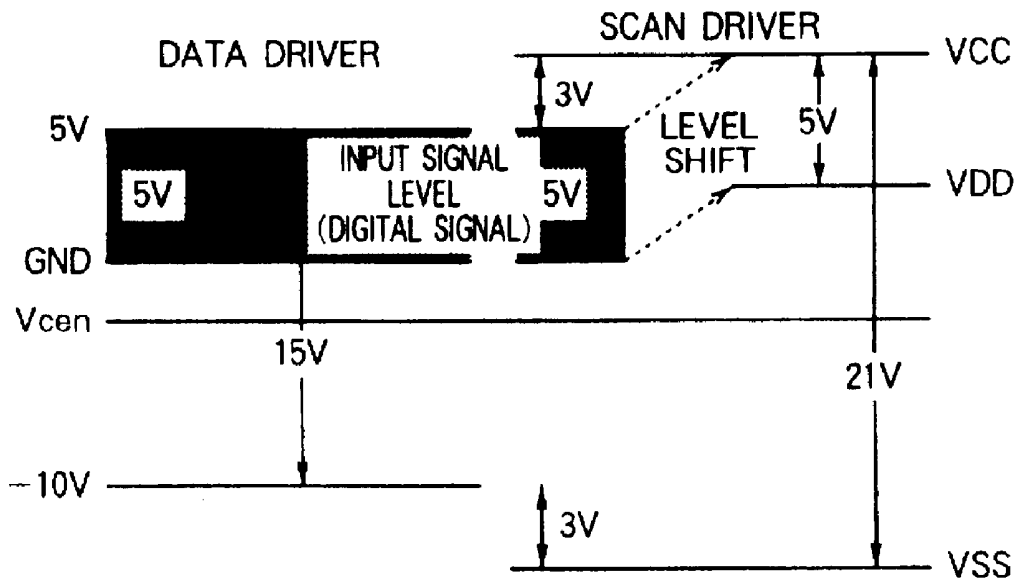 DATA DRIVER
SCAN DRIVER
VCC
3V
5V
LEVEL
SHIFT
5V
5V
INPUT SIGNAL
LEVEL
(DIGITAL SIGNAL)
5V
VDD
GND
Vcen
15V
21V
-10V
3V
VSS